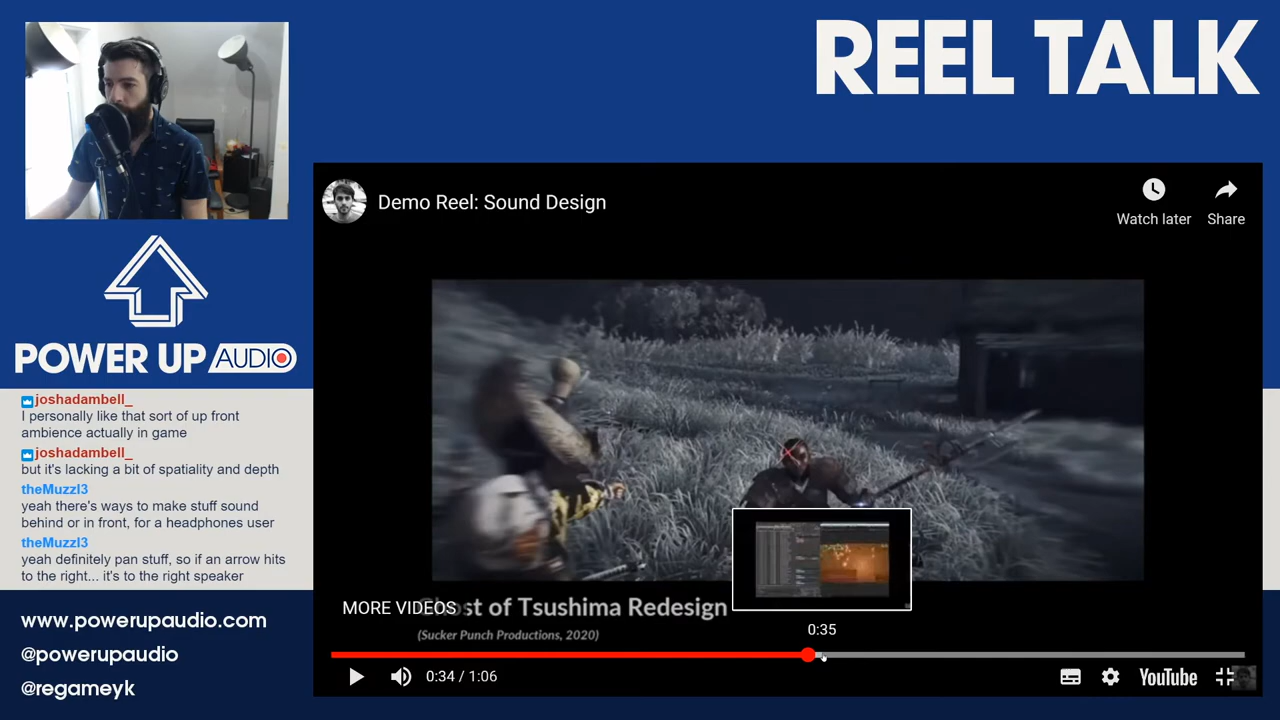 REEL TALK
Demo Reel: Sound Design
Watch later
Share
POWER UP AUDIO
joshadambell_
I personally like that sort of up front
ambience actually in game
joshadambell_
but it's lacking a bit of spatiality and depth
theMuzzl3
yeah there's ways to make stuff sound
behind or in front, for a headphones user
theMuzzl3
yeah definitely pan stuff, so if an arrow hits
to the right... it's to the right speaker
www.powerupaudio.com
@powerupaudio
@regameyk
MORE VIDEOS
Ghost of Tsushima Redesign
(Sucker Punch Productions, 2020)
0:35
0:34 / 1:06
YouTube